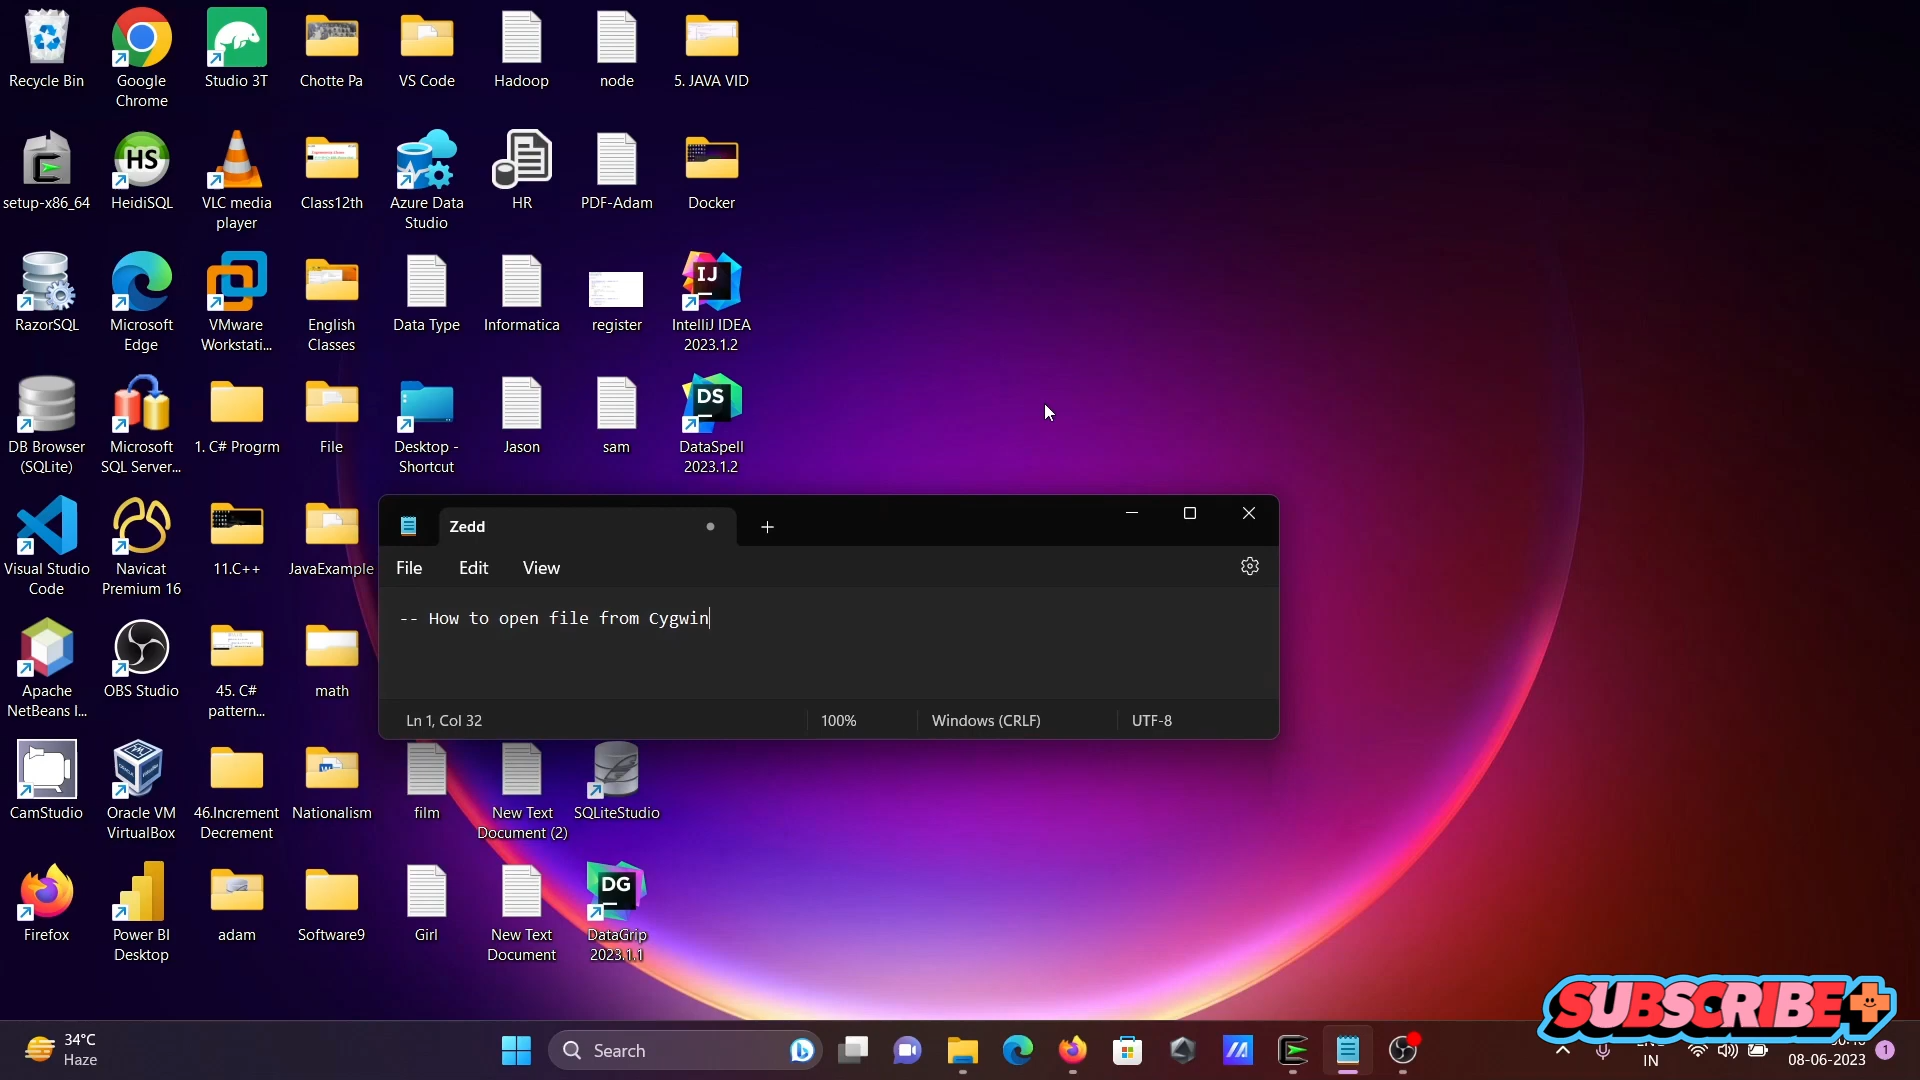 Recycle Bin
Google
Chrome
Studio 3T
Chotte Pa
VS Code
Hadoop
node
5. JAVA VID
setup-x86_64
HS
HeidiSQL
VLC media
player
Class12th
Azure Data
Studio
HR
PDF-Adam
Docker
RazorSQL
Microsoft
Edge
VMware
Workstati...
English
Classes
Data Type
Informatica
register
IJ
IntelliJ IDEA
2023.1.2
DB Browser
(SQLite)
Microsoft
SQL Server...
1. C# Progrm
File
Desktop -
Shortcut
Jason
sam
DS
DataSpell
2023.1.2
Visual Studio
Code
Navicat
Premium 16
11.C++
JavaExample
Zedd
File
Edit
View
-- How to open file from Cygwin
Ln 1, Col 32
100%
Windows (CRLF)
UTF-8
Apache
NetBeans I...
OBS Studio
45. C#
pattern...
math
CamStudio
Oracle VM
VirtualBox
46.Increment
Decrement
Nationalism
film
New Text
Document (2)
SQLiteStudio
Firefox
Power BI
Desktop
adam
Software9
Girl
New Text
Document
DG
DataGrip
2023.1.1
SUBSCRIBE
34°C
Haze
Search
IN
08-06-2023
1